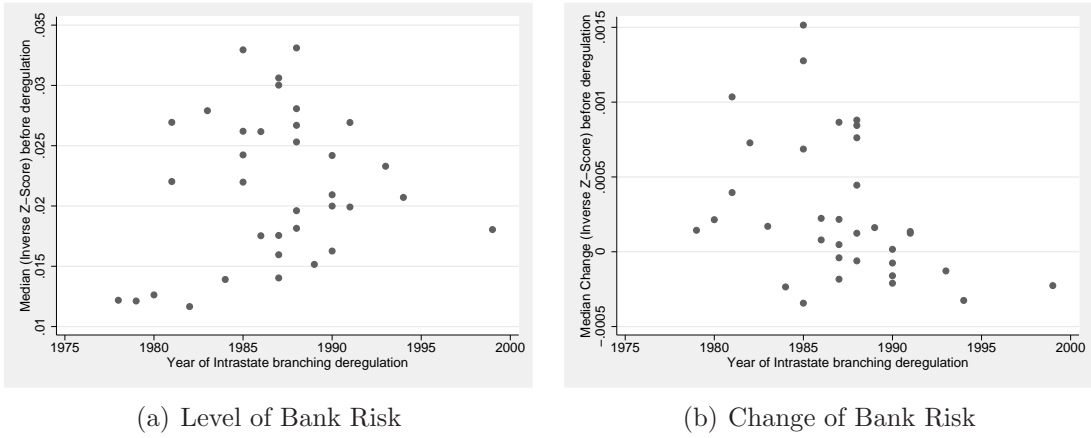 Median (Inverse Z−Score) before deregulation
.035
.03
.025
.02
.015
.01
1975 1980 1985 1990 1995 2000
Year of Intrastate branching deregulation
(a) Level of Bank Risk
Median Change (Inverse Z−Score) before deregulation
.0015
.001
.0005
0
−.0005
1975 1980 1985 1990 1995 2000
Year of Intrastate branching deregulation
(b) Change of Bank Risk